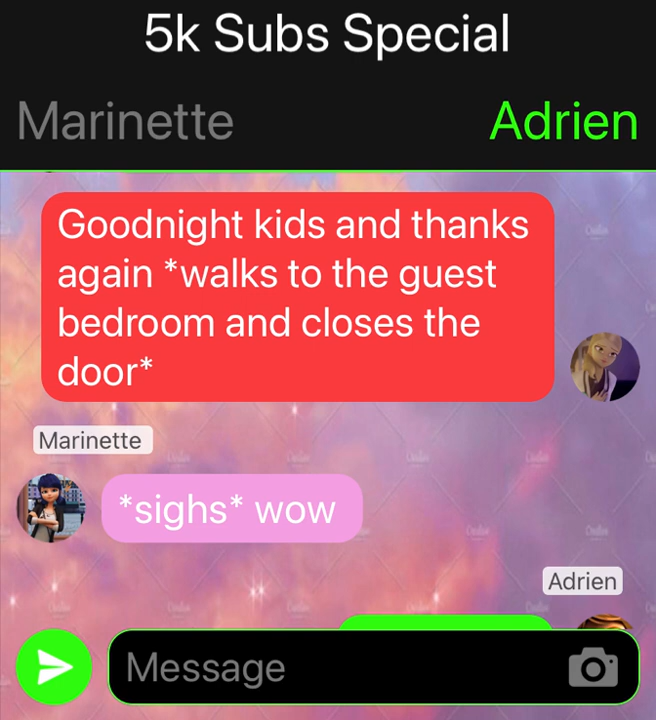 5k Subs Special
Marinette
Adrien
Goodnight kids and thanks
again *walks to the guest
bedroom and closes the
door*
Marinette
*sighs* wow
Adrien
Message